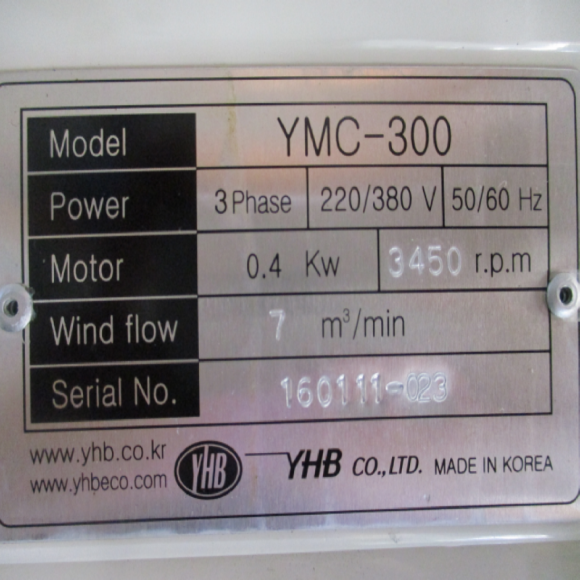 Model YMC-300
Power 3 Phase 220/380 V 50/60 Hz
Motor 0.4 Kw 3450 r.p.m
Wind flow 7 m³/min
Serial No. 160111-023
www.yhb.co.kr
www.yhbeco.com YHB YHB CO.,LTD. MADE IN KOREA